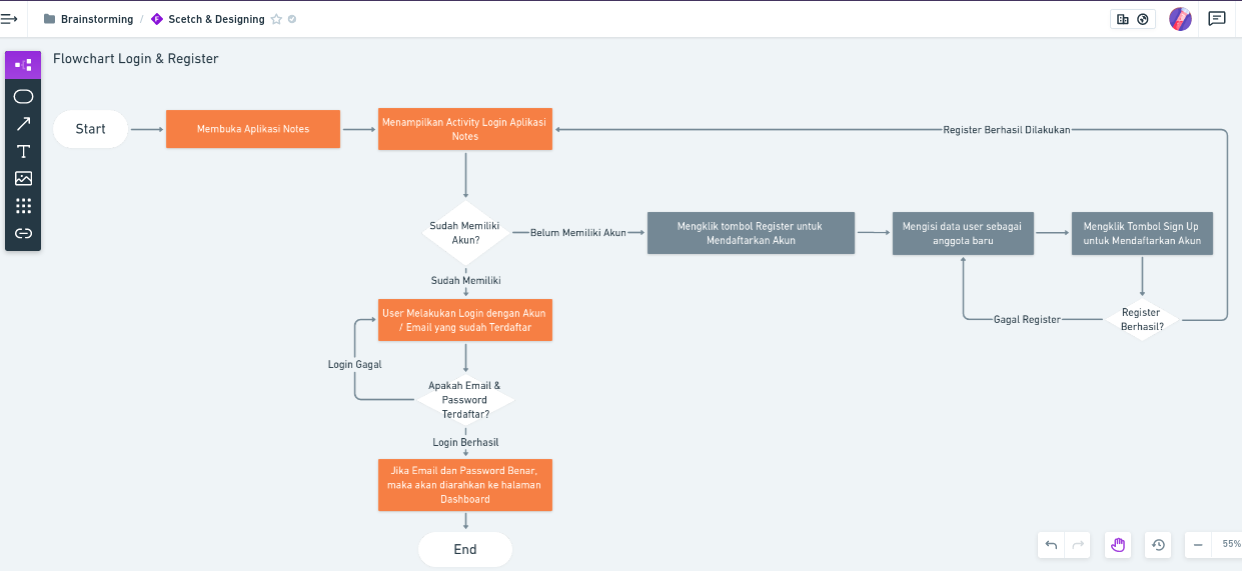 Brainstorming / Scetch & Designing
Flowchart Login & Register
Start
Membuka Aplikasi Notes
Menampilkan Activity Login Aplikasi
Notes
Register Berhasil Dilakukan
Sudah Memiliki
Akun?
Belum Memiliki Akun
Mengklik tombol Register untuk
Mendaftarkan Akun
Mengisi data user sebagai
anggota baru
Mengklik Tombol Sign Up
untuk Mendaftarkan Akun
Sudah Memiliki
User Melakukan Login dengan Akun
/ Email yang sudah Terdaftar
Gagal Register
Register
Berhasil?
Login Gagal
Apakah Email &
Password
Terdaftar?
Login Berhasil
Jika Email dan Password Benar,
maka akan diarahkan ke halaman
Dashboard
End
55%